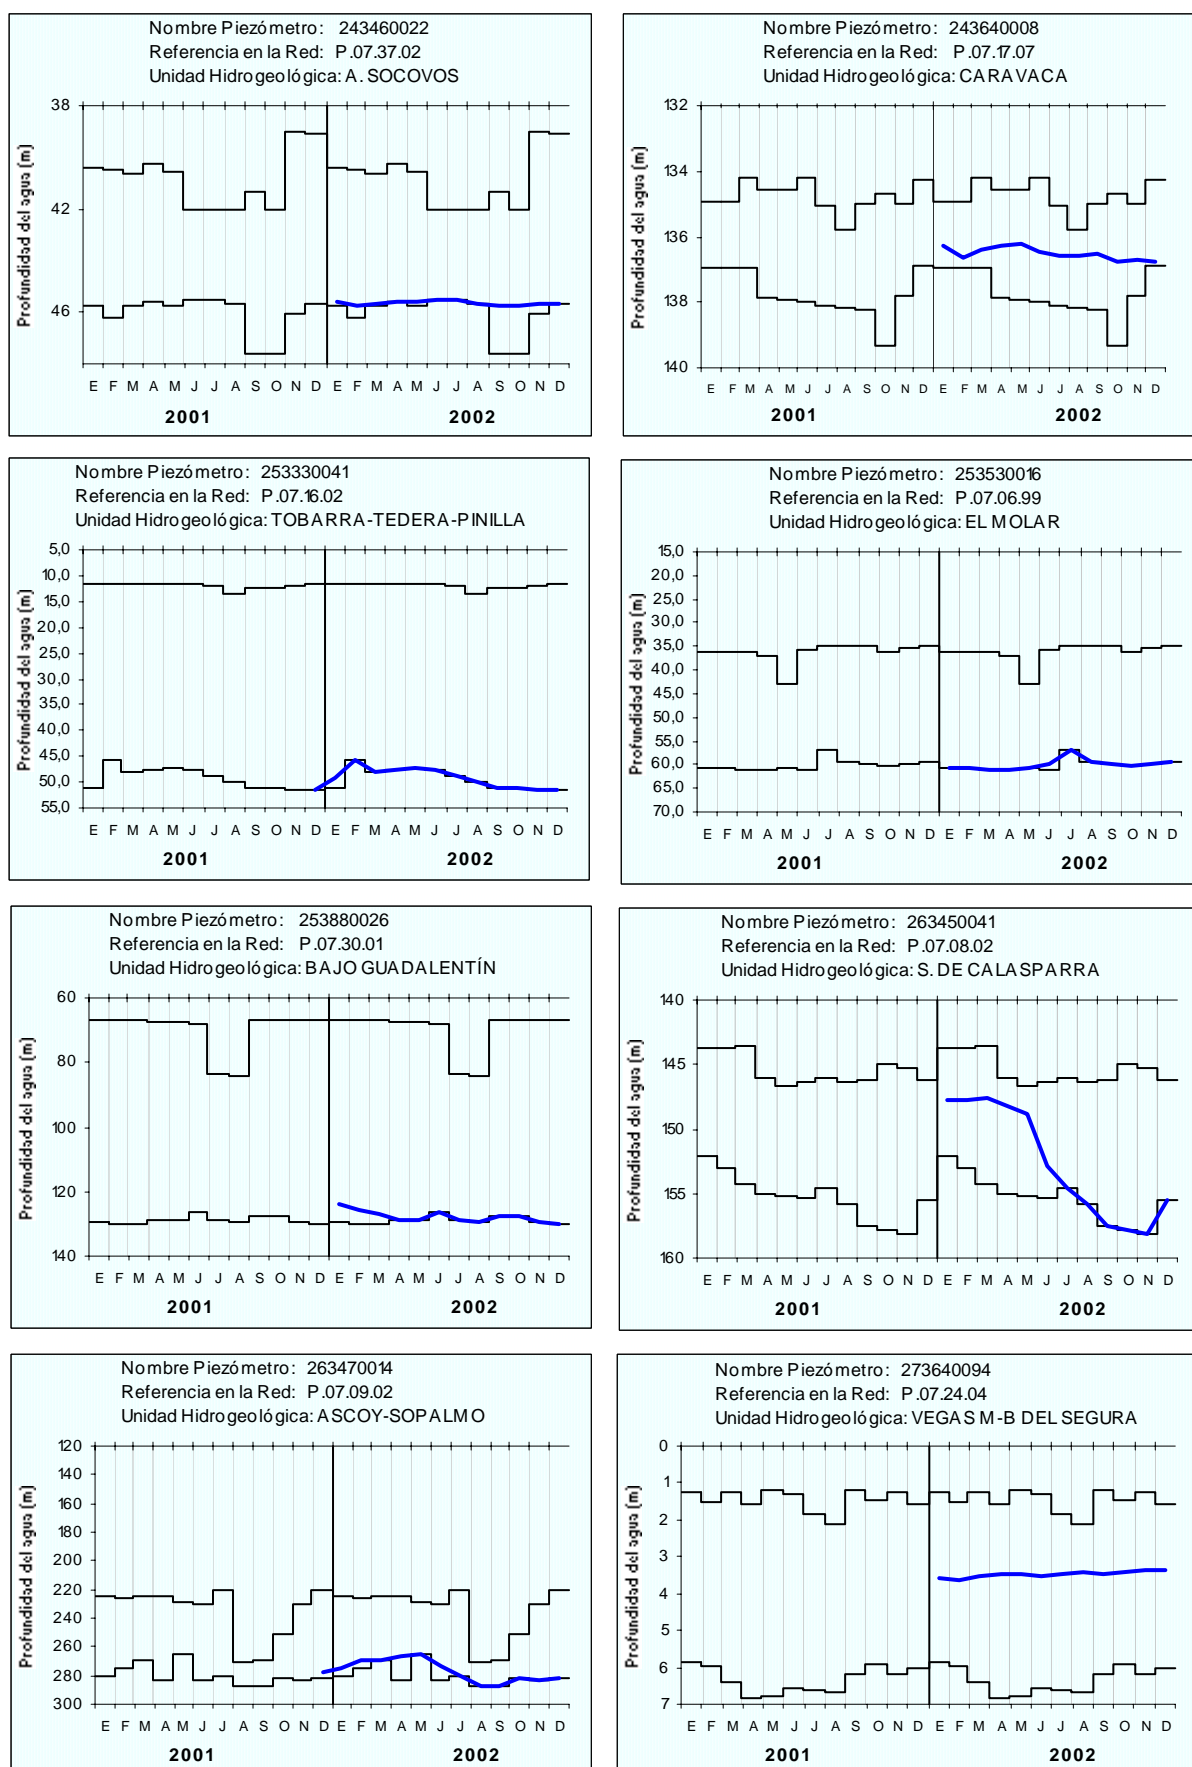 Nombre Piezómetro: 243460022
Referencia en la Red: P.07.37.02
Unidad Hidrogeológica: A. SOCOVOS
Profundidad del agua (m)
38
42
46
E F M A M J J A S O N D E F M A M J J A S O N D
2001 2002
Nombre Piezómetro: 243640008
Referencia en la Red: P.07.17.07
Unidad Hidrogeológica: CARAVACA
Profundidad del agua (m)
132
134
136
138
140
E F M A M J J A S O N D E F M A M J J A S O N D
2001 2002
Nombre Piezómetro: 253330041
Referencia en la Red: P.07.16.02
Unidad Hidrogeológica: TOBARRA-TEDERA-PINILLA
Profundidad del agua (m)
5,0
10,0
15,0
20,0
25,0
30,0
35,0
40,0
45,0
50,0
55,0
E F M A M J J A S O N D E F M A M J J A S O N D
2001 2002
Nombre Piezómetro: 253530016
Referencia en la Red: P.07.06.99
Unidad Hidrogeológica: EL MOLAR
Profundidad del agua (m)
15,0
20,0
25,0
30,0
35,0
40,0
45,0
50,0
55,0
60,0
65,0
70,0
E F M A M J J A S O N D E F M A M J J A S O N D
2001 2002
Nombre Piezómetro: 253880026
Referencia en la Red: P.07.30.01
Unidad Hidrogeológica: BAJO GUADALENTÍN
Profundidad del agua (m)
60
80
100
120
140
E F M A M J J A S O N D E F M A M J J A S O N D
2001 2002
Nombre Piezómetro: 263450041
Referencia en la Red: P.07.08.02
Unidad Hidrogeológica: S. DE CALASPARRA
Profundidad del agua (m)
140
145
150
155
160
E F M A M J J A S O N D E F M A M J J A S O N D
2001 2002
Nombre Piezómetro: 263470014
Referencia en la Red: P.07.09.02
Unidad Hidrogeológica: ASCOY-SOPALMO
Profundidad del agua (m)
120
140
160
180
200
220
240
260
280
300
E F M A M J J A S O N D E F M A M J J A S O N D
2001 2002
Nombre Piezómetro: 273640094
Referencia en la Red: P.07.24.04
Unidad Hidrogeológica: VEGAS M-B DEL SEGURA
Profundidad del agua (m)
0
1
2
3
4
5
6
7
E F M A M J J A S O N D E F M A M J J A S O N D
2001 2002